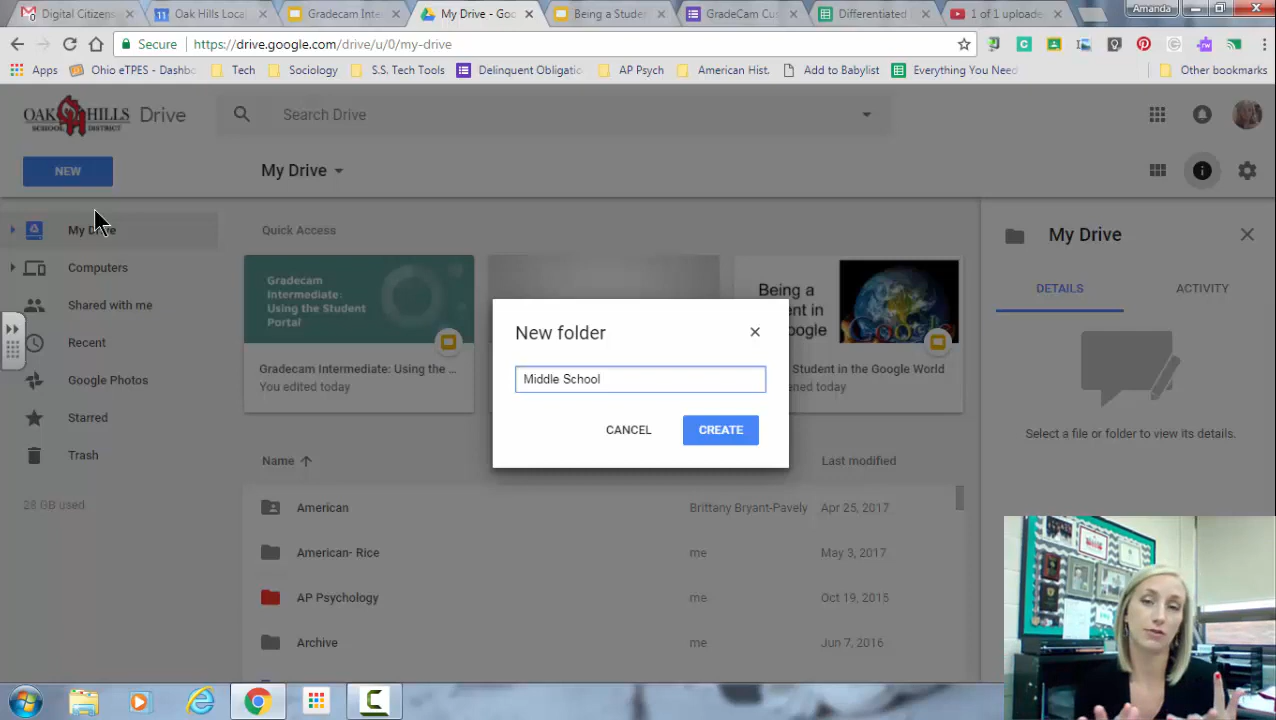 Digital Citizens
Oak Hills Loca
Gradecam Inte
My Drive - Goo
Being a Studen
GradeCam Cus
Differentiated
1 of 1 uploade
Amanda
Secure
https://drive.google.com/drive/u/0/my-drive
Apps
Ohio eTPES - Dashbo
Tech
Sociology
S.S. Tech Tools
Delinquent Obligatio
AP Psych
American Hist.
Add to Babylist
Everything You Need
Other bookmarks
OAK HILLS
SCHOOL DISTRICT
Drive
Search Drive
NEW
My Drive
My Drive
Computers
Shared with me
Recent
Google Photos
Starred
Trash
28 GB used
Quick Access
Gradecam
Intermediate:
Using the Student
Portal
Gradecam Intermediate: Using the ...
You edited today
Being a
Student in the Google World
New folder
Middle School
CANCEL
CREATE
Name
Last modified
American
Brittany Bryant-Pavely
Apr 25, 2017
American- Rice
me
May 3, 2017
AP Psychology
me
Oct 19, 2015
Archive
me
Jun 7, 2016
My Drive
DETAILS
ACTIVITY
Select a file or folder to view its details.